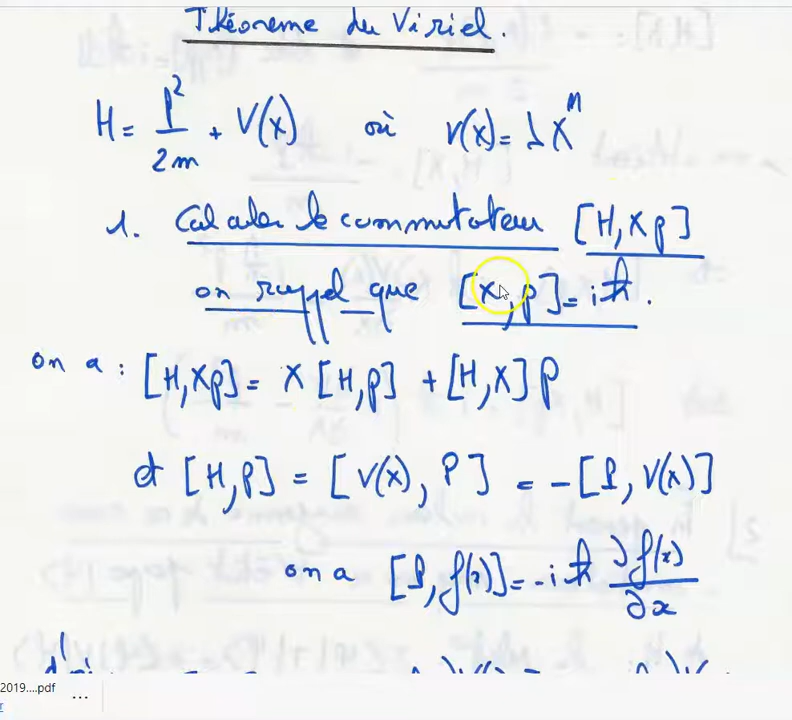 Théoreme du Viriel.
H = P²/2m + V(x) où V(x) = λ X^n
1. Calculer le commutateur [H, Xp]
on rappel que [X, p] = iħ.
on a : [H, Xp] = X [H, p] + [H, X] P
et [H, p] = [V(x), P] = -[P, V(x)]
on a [P, f(x)] = -iħ ∂f(x)/∂x
2019....pdf
...